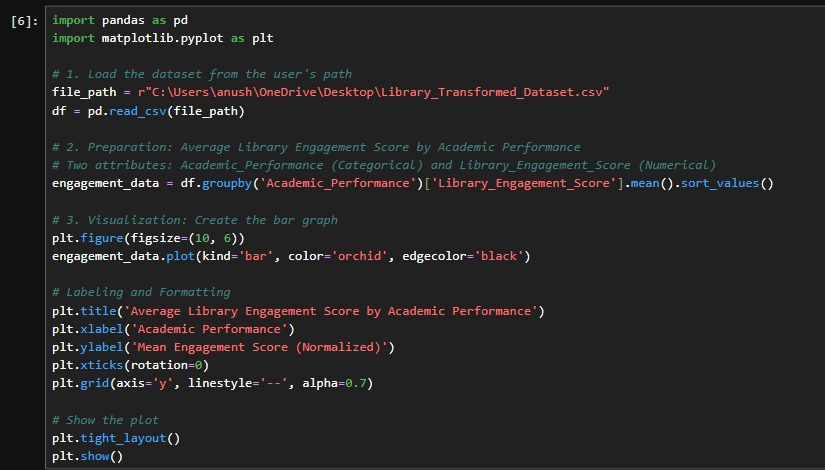 [6]: import pandas as pd
import matplotlib.pyplot as plt
# 1. Load the dataset from the user's path
file_path = r"C:\Users\anush\OneDrive\Desktop\Library_Transformed_Dataset.csv"
df = pd.read_csv(file_path)
# 2. Preparation: Average Library Engagement Score by Academic Performance
# Two attributes: Academic_Performance (Categorical) and Library_Engagement_Score (Numerical)
engagement_data = df.groupby('Academic_Performance')['Library_Engagement_Score'].mean().sort_values()
# 3. Visualization: Create the bar graph
plt.figure(figsize=(10, 6))
engagement_data.plot(kind='bar', color='orchid', edgecolor='black')
# Labeling and Formatting
plt.title('Average Library Engagement Score by Academic Performance')
plt.xlabel('Academic Performance')
plt.ylabel('Mean Engagement Score (Normalized)')
plt.xticks(rotation=0)
plt.grid(axis='y', linestyle='--', alpha=0.7)
# Show the plot
plt.tight_layout()
plt.show()